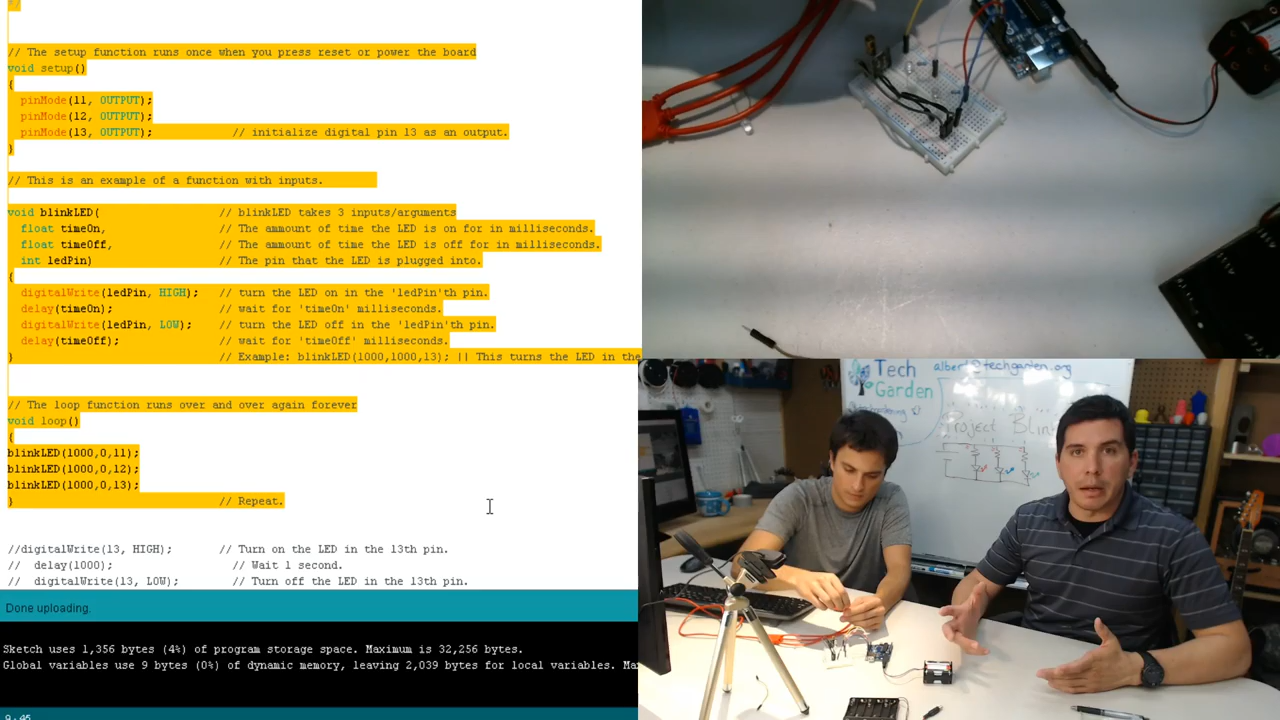 */
// The setup function runs once when you press reset or power the board
void setup()
{
pinMode(11, OUTPUT);
pinMode(12, OUTPUT);
pinMode(13, OUTPUT); // initialize digital pin 13 as an output.
}
// This is an example of a function with inputs.
void blinkLED( // blinkLED takes 3 inputs/arguments
float timeOn, // The ammount of time the LED is on for in milliseconds.
float timeOff, // The ammount of time the LED is off for in milliseconds.
int ledPin) // The pin that the LED is plugged into.
{
digitalWrite(ledPin, HIGH); // turn the LED on in the 'ledPin'th pin.
delay(timeOn); // wait for 'timeOn' milliseconds.
digitalWrite(ledPin, LOW); // turn the LED off in the 'ledPin'th pin.
delay(timeOff); // wait for 'timeOff' milliseconds.
} // Example: blinkLED(1000,1000,13); || This turns the LED in the
// The loop function runs over and over again forever
void loop()
{
blinkLED(1000,0,11);
blinkLED(1000,0,12);
blinkLED(1000,0,13);
} // Repeat.
//digitalWrite(13, HIGH); // Turn on the LED in the 13th pin.
// delay(1000); // Wait 1 second.
// digitalWrite(13, LOW); // Turn off the LED in the 13th pin.
Done uploading.
Sketch uses 1,356 bytes (4%) of program storage space. Maximum is 32,256 bytes.
Global variables use 9 bytes (0%) of dynamic memory, leaving 2,039 bytes for local variables.
Tech
Garden
albert@techgarden.org
Project Blin